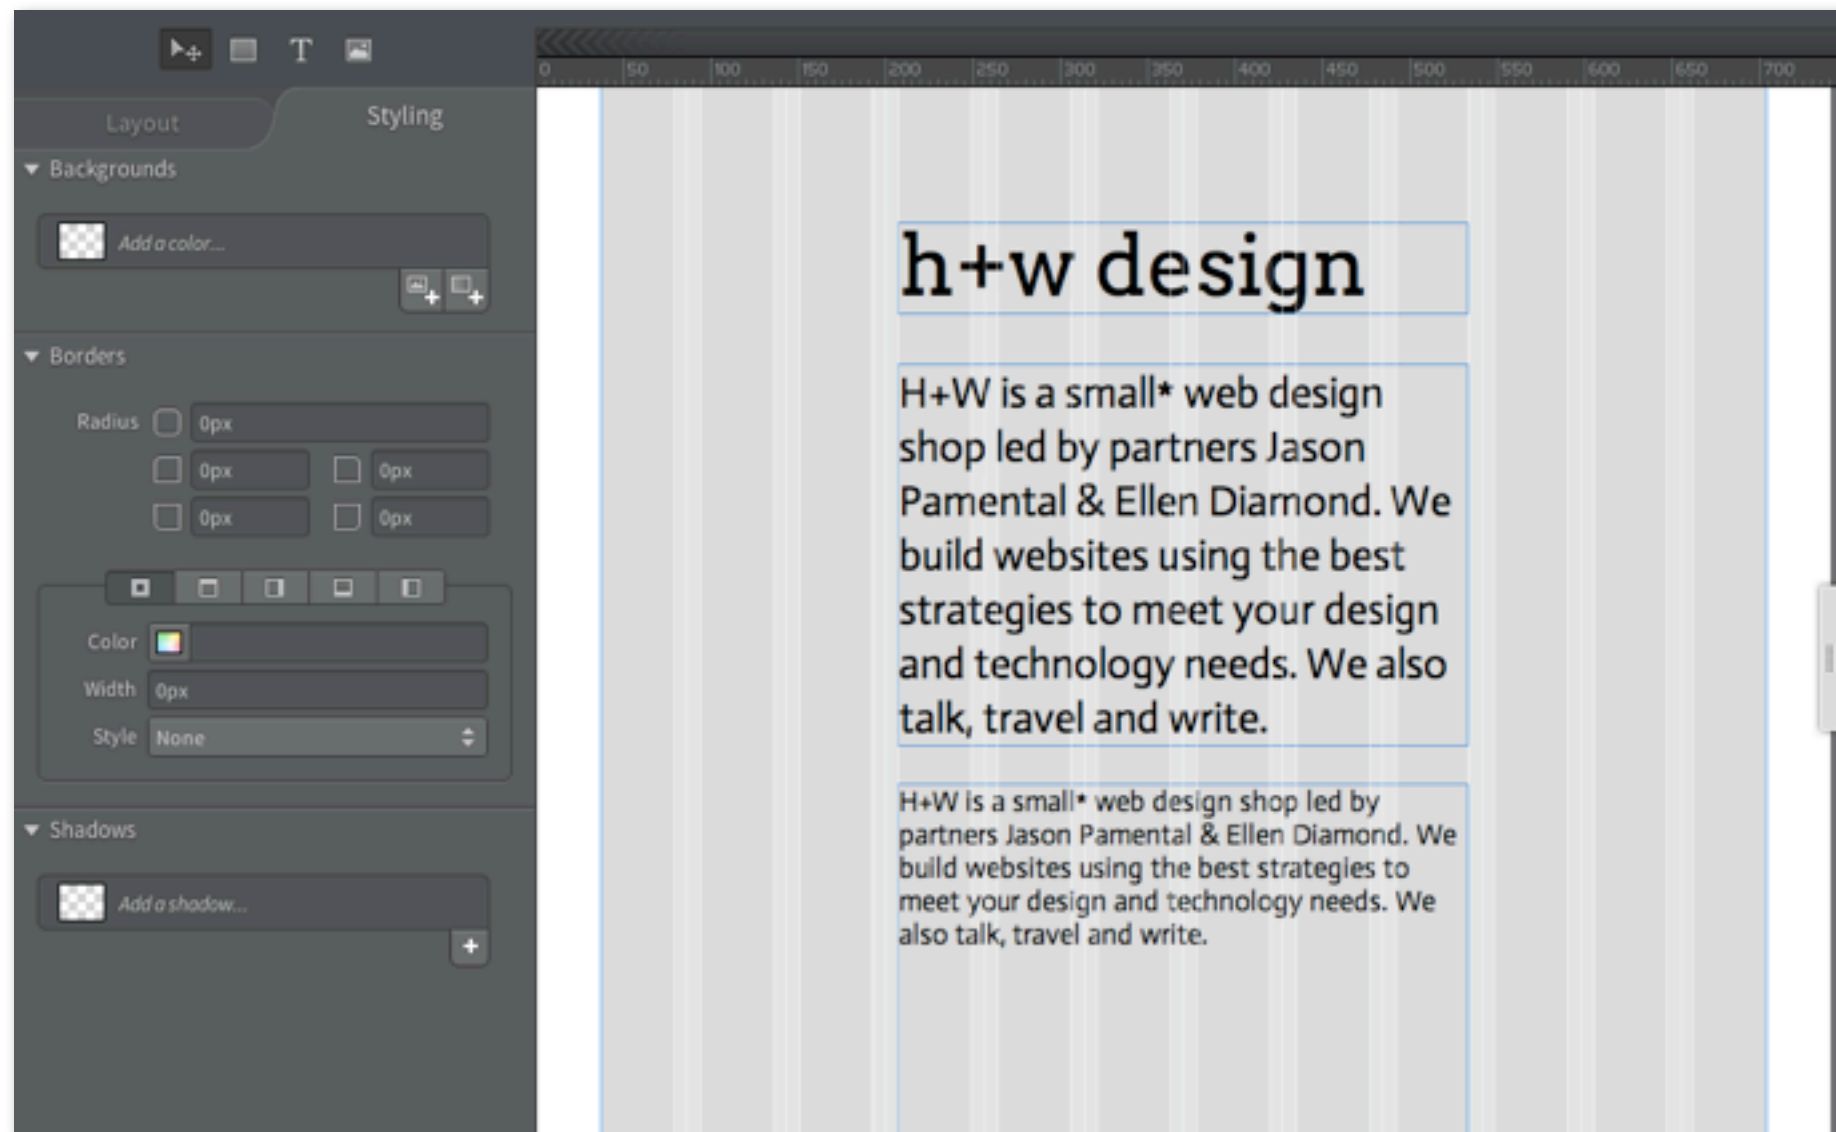 T
0 50 100 150 200 250 300 350 400 450 500 550 600 650 700
Layout
Styling
Backgrounds
Add a color...
Borders
Radius 0px
0px 0px
0px 0px
Color
Width 0px
Style None
Shadows
Add a shadow...
h+w design
H+W is a small* web design
shop led by partners Jason
Pamental & Ellen Diamond. We
build websites using the best
strategies to meet your design
and technology needs. We also
talk, travel and write.
H+W is a small* web design shop led by
partners Jason Pamental & Ellen Diamond. We
build websites using the best strategies to
meet your design and technology needs. We
also talk, travel and write.